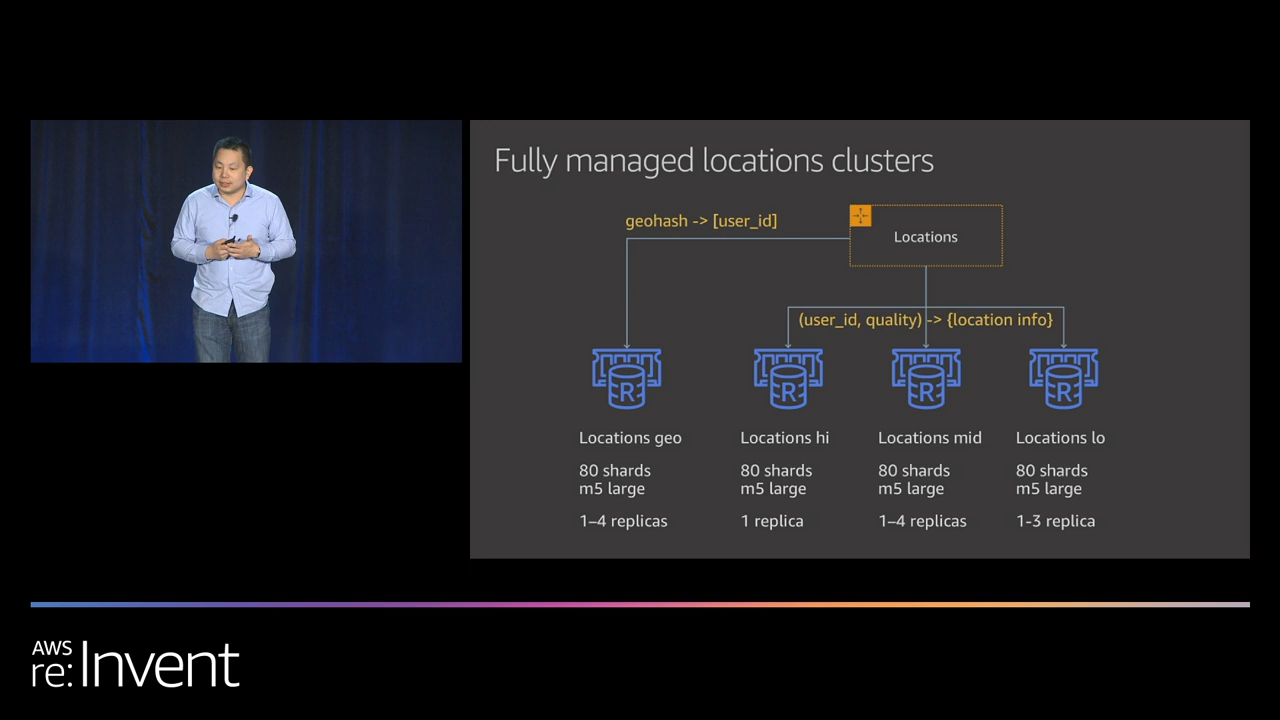 Fully managed locations clusters
geohash -> [user_id]
Locations
(user_id, quality) -> {location info}
R
R
R
R
Locations geo
Locations hi
Locations mid
Locations lo
80 shards
m5 large
80 shards
m5 large
80 shards
m5 large
80 shards
m5 large
1–4 replicas
1 replica
1–4 replicas
1-3 replica
AWS
re:Invent